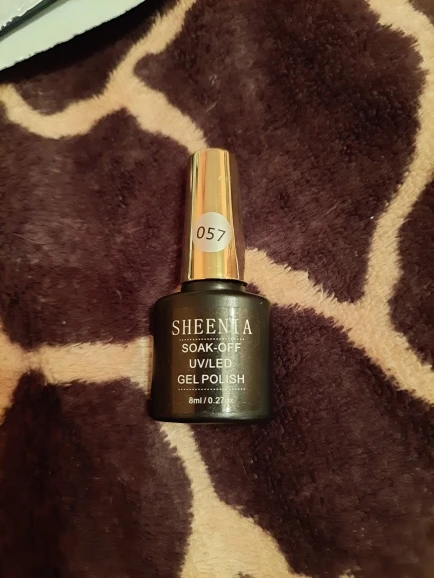 057
SHEENIA
SOAK-OFF
UV/LED
GEL POLISH
8ml / 0.27